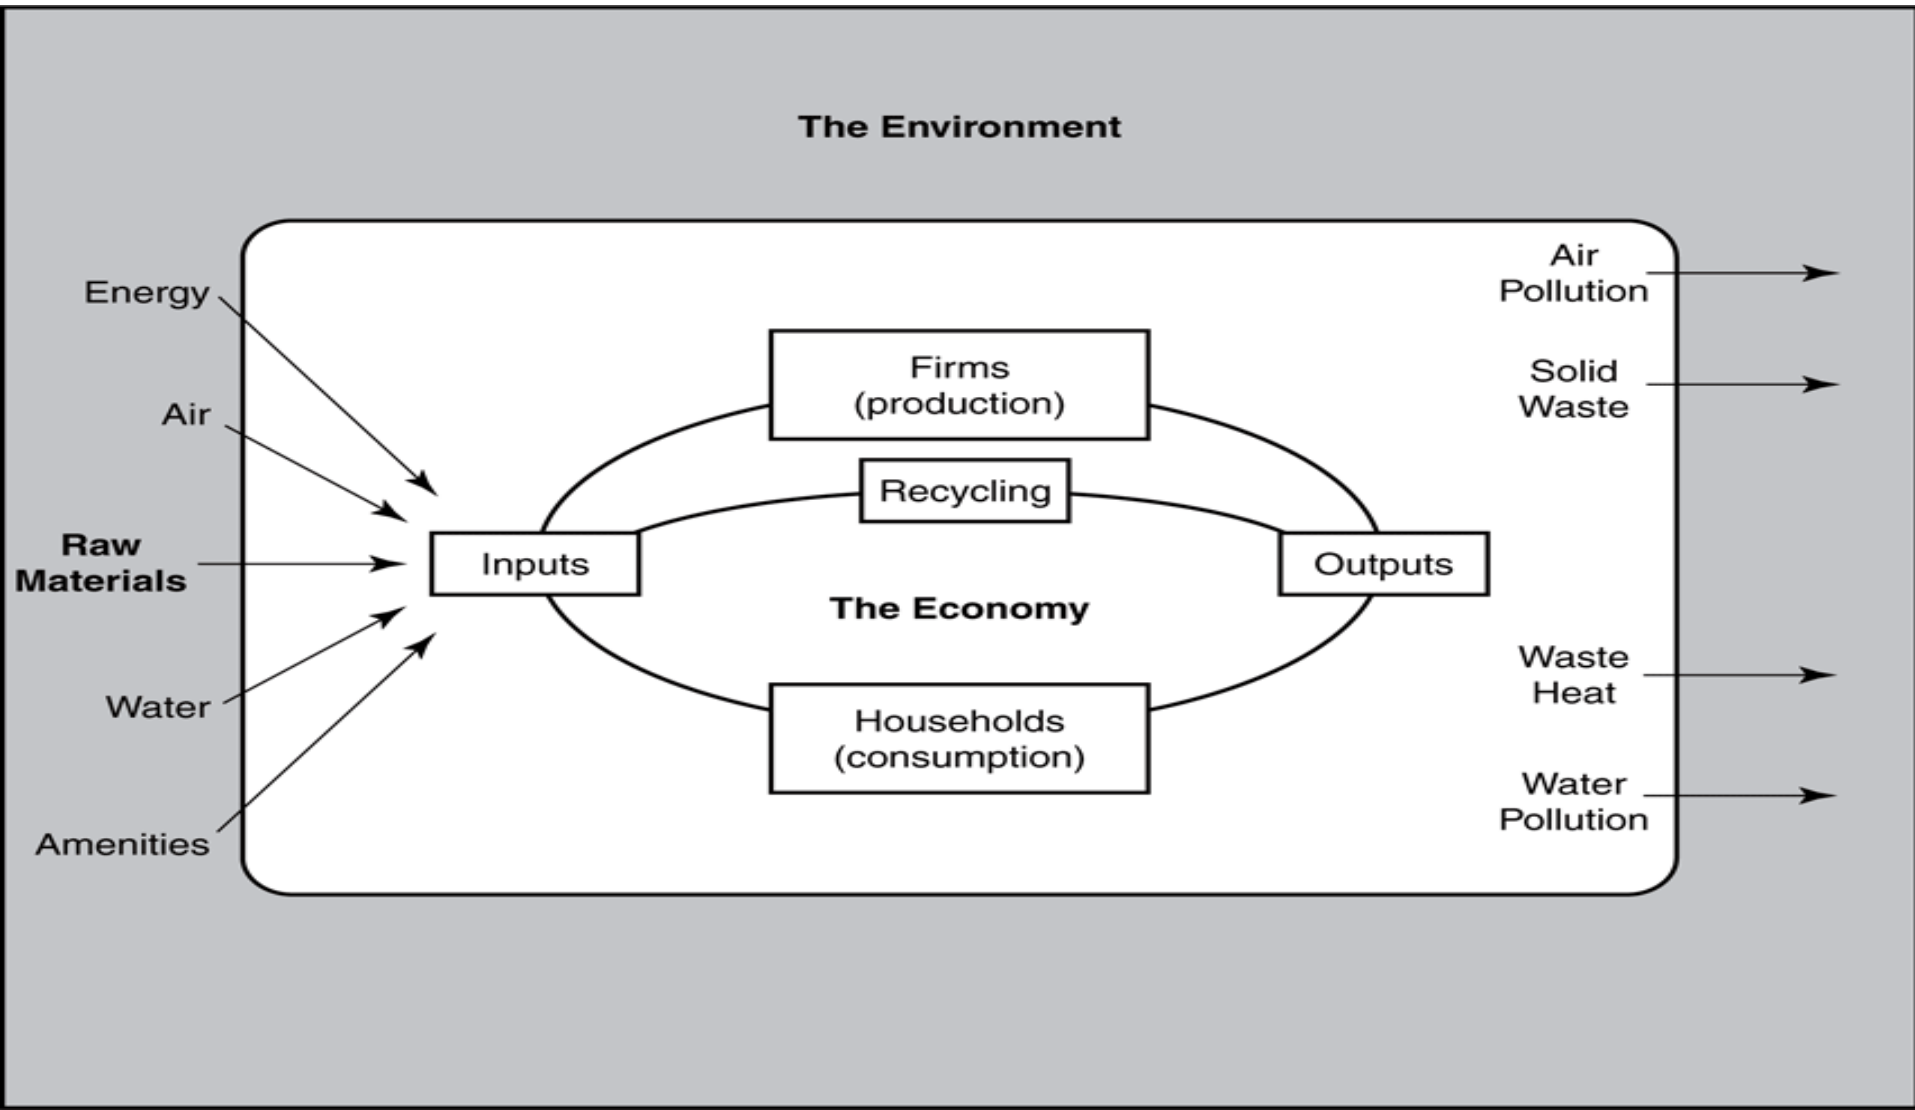 The Environment
Energy
Air
Raw
Materials
Water
Amenities
Inputs
Firms
(production)
Recycling
The Economy
Households
(consumption)
Outputs
Air
Pollution
Solid
Waste
Waste
Heat
Water
Pollution